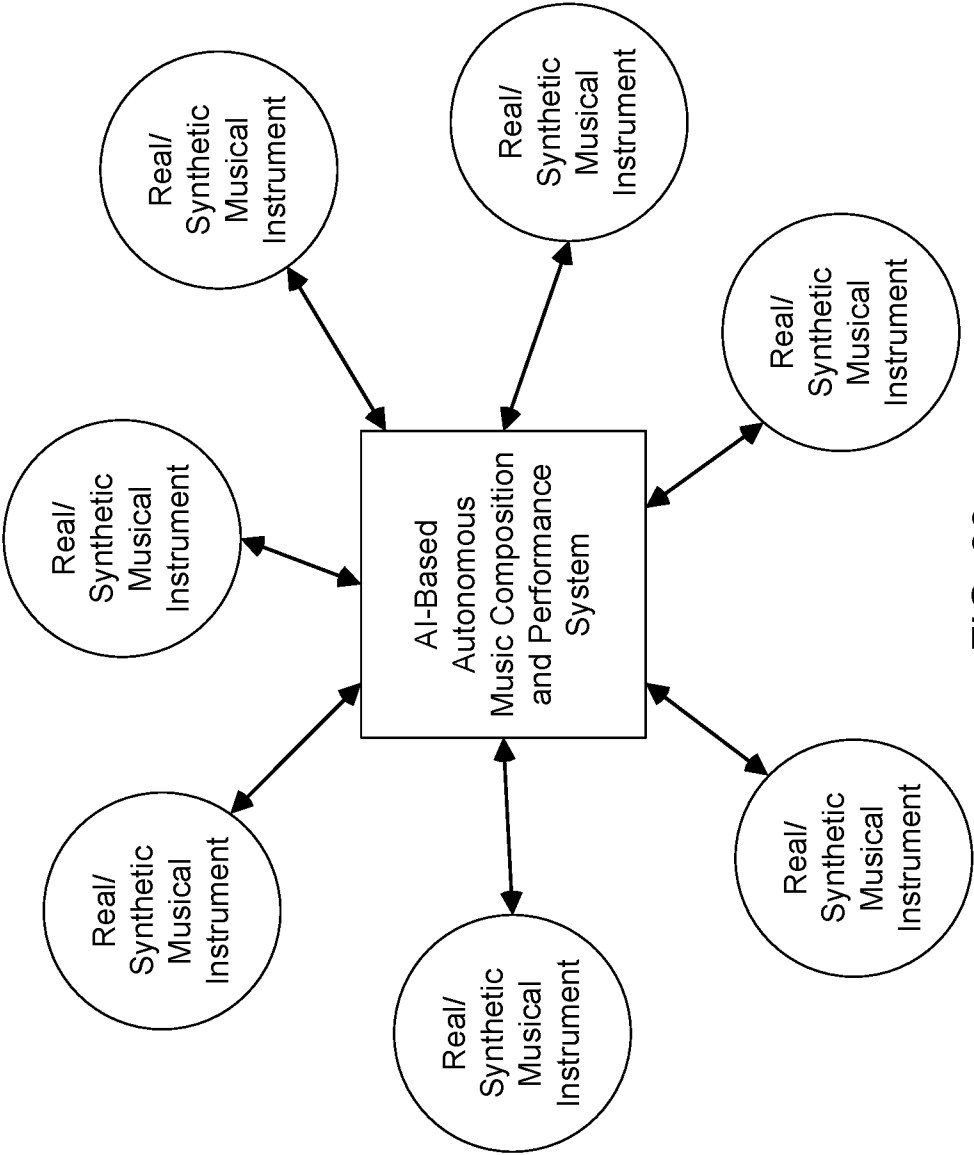 Real/
Synthetic
Musical
Instrument
Real/
Synthetic
Musical
Instrument
Real/
Synthetic
Musical
Instrument
Real/
Synthetic
Musical
Instrument
AI-Based
Autonomous
Music Composition
and Performance
System
Real/
Synthetic
Musical
Instrument
Real/
Synthetic
Musical
Instrument
Real/
Synthetic
Musical
Instrument
FIG.